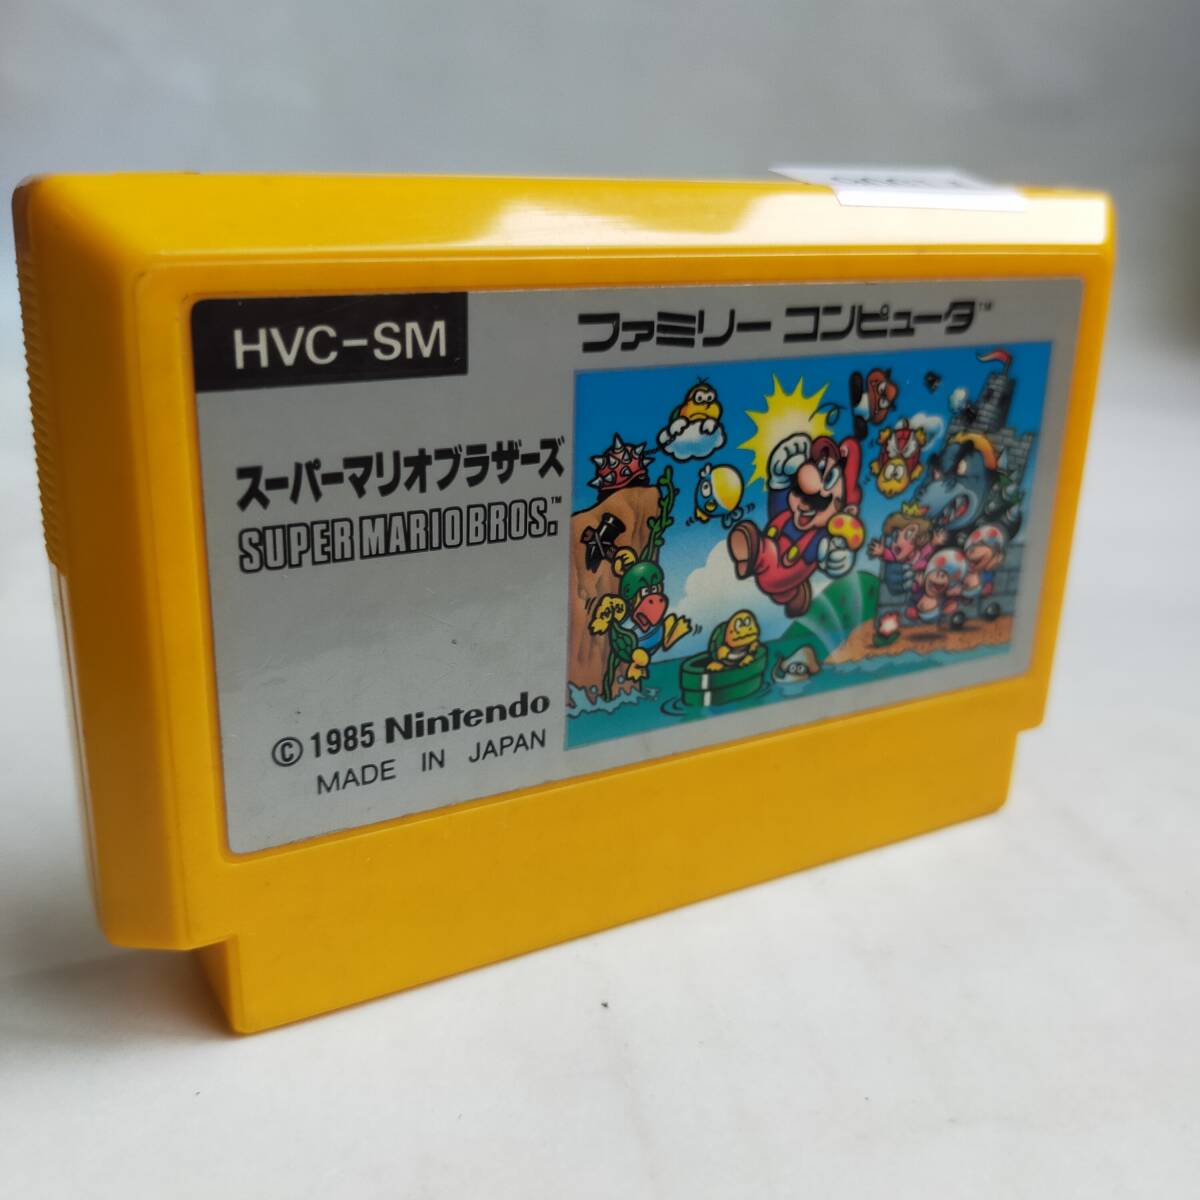 HVC-SM
ファミリー コンピュータ™
スーパーマリオブラザーズ
SUPER MARIO BROS.™
© 1985 Nintendo
MADE IN JAPAN